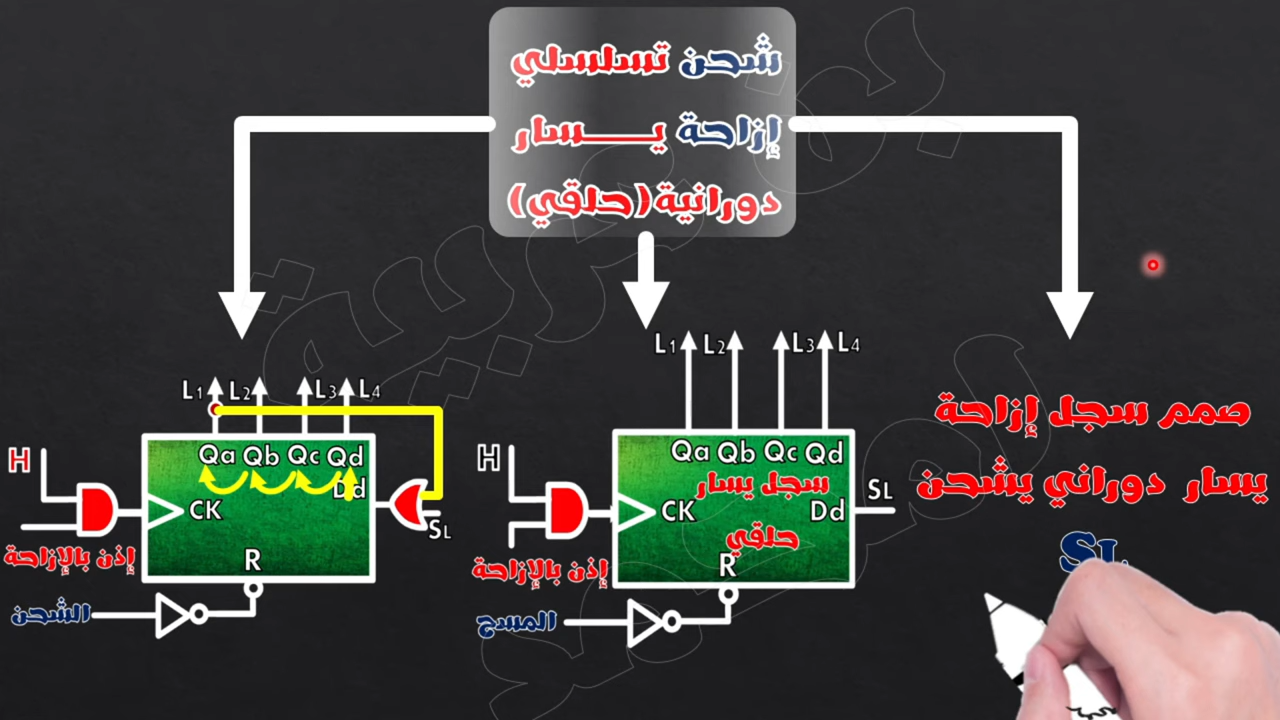 شحن تسلسلي
إزاحة يســـــار
دورانية(حلقي)
L1 L2 L3 L4
Qa Qb Qc Qd
Dd
H
CK
SL
R
إذن بالإزاحة
الشحن
L1 L2 L3 L4
Qa Qb Qc Qd
سجل يسار
SL
H
CK
Dd
حلقي
R
إذن بالإزاحة
المسح
صمم سجل إزاحة
يسار دوراني يشحن
SL